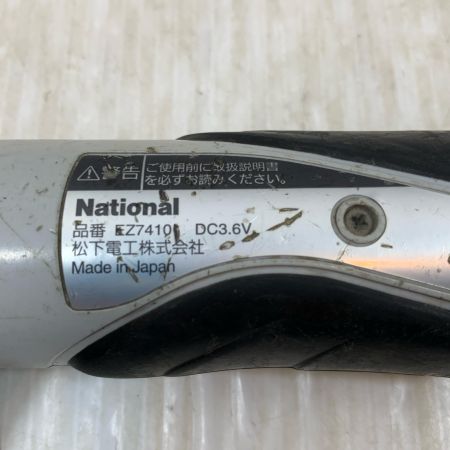 ⚠警告 ご使用前に取扱説明書
を必ずお読みください。
National
品番 EZ7410 DC3.6V
松下電工株式会社
Made in Japan